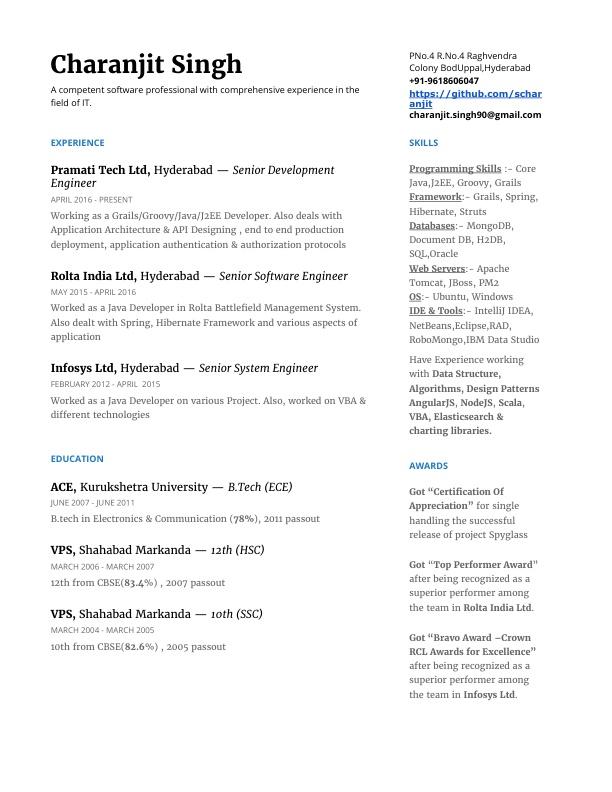 Charanjit Singh
A competent software professional with comprehensive experience in the
field of IT.
PNo.4 R.No.4 Raghvendra
Colony BodUppal,Hyderabad
+91-9618606047
https://github.com/schar
anjit
charanjit.singh90@gmail.com
EXPERIENCE
Pramati Tech Ltd, Hyderabad — Senior Development
Engineer
APRIL 2016 - PRESENT
Working as a Grails/Groovy/Java/J2EE Developer. Also deals with
Application Architecture & API Designing , end to end production
deployment, application authentication & authorization protocols
Rolta India Ltd, Hyderabad — Senior Software Engineer
MAY 2015 - APRIL 2016
Worked as a Java Developer in Rolta Battlefield Management System.
Also dealt with Spring, Hibernate Framework and various aspects of
application
Infosys Ltd, Hyderabad — Senior System Engineer
FEBRUARY 2012 - APRIL 2015
Worked as a Java Developer on various Project. Also, worked on VBA &
different technologies
EDUCATION
ACE, Kurukshetra University — B.Tech (ECE)
JUNE 2007 - JUNE 2011
B.tech in Electronics & Communication (78%), 2011 passout
VPS, Shahabad Markanda — 12th (HSC)
MARCH 2006 - MARCH 2007
12th from CBSE(83.4%) , 2007 passout
VPS, Shahabad Markanda — 10th (SSC)
MARCH 2004 - MARCH 2005
10th from CBSE(82.6%) , 2005 passout
SKILLS
Programming Skills :- Core
Java,J2EE, Groovy, Grails
Framework:- Grails, Spring,
Hibernate, Struts
Databases:- MongoDB,
Document DB, H2DB,
SQL,Oracle
Web Servers:- Apache
Tomcat, JBoss, PM2
OS:- Ubuntu, Windows
IDE & Tools:- IntelliJ IDEA,
NetBeans,Eclipse,RAD,
RoboMongo,IBM Data Studio
Have Experience working
with Data Structure,
Algorithms, Design Patterns
AngularJS, NodeJS, Scala,
VBA, Elasticsearch &
charting libraries.
AWARDS
Got “Certification Of
Appreciation” for single
handling the successful
release of project Spyglass
Got “Top Performer Award”
after being recognized as a
superior performer among
the team in Rolta India Ltd.
Got “Bravo Award –Crown
RCL Awards for Excellence”
after being recognized as a
superior performer among
the team in Infosys Ltd.